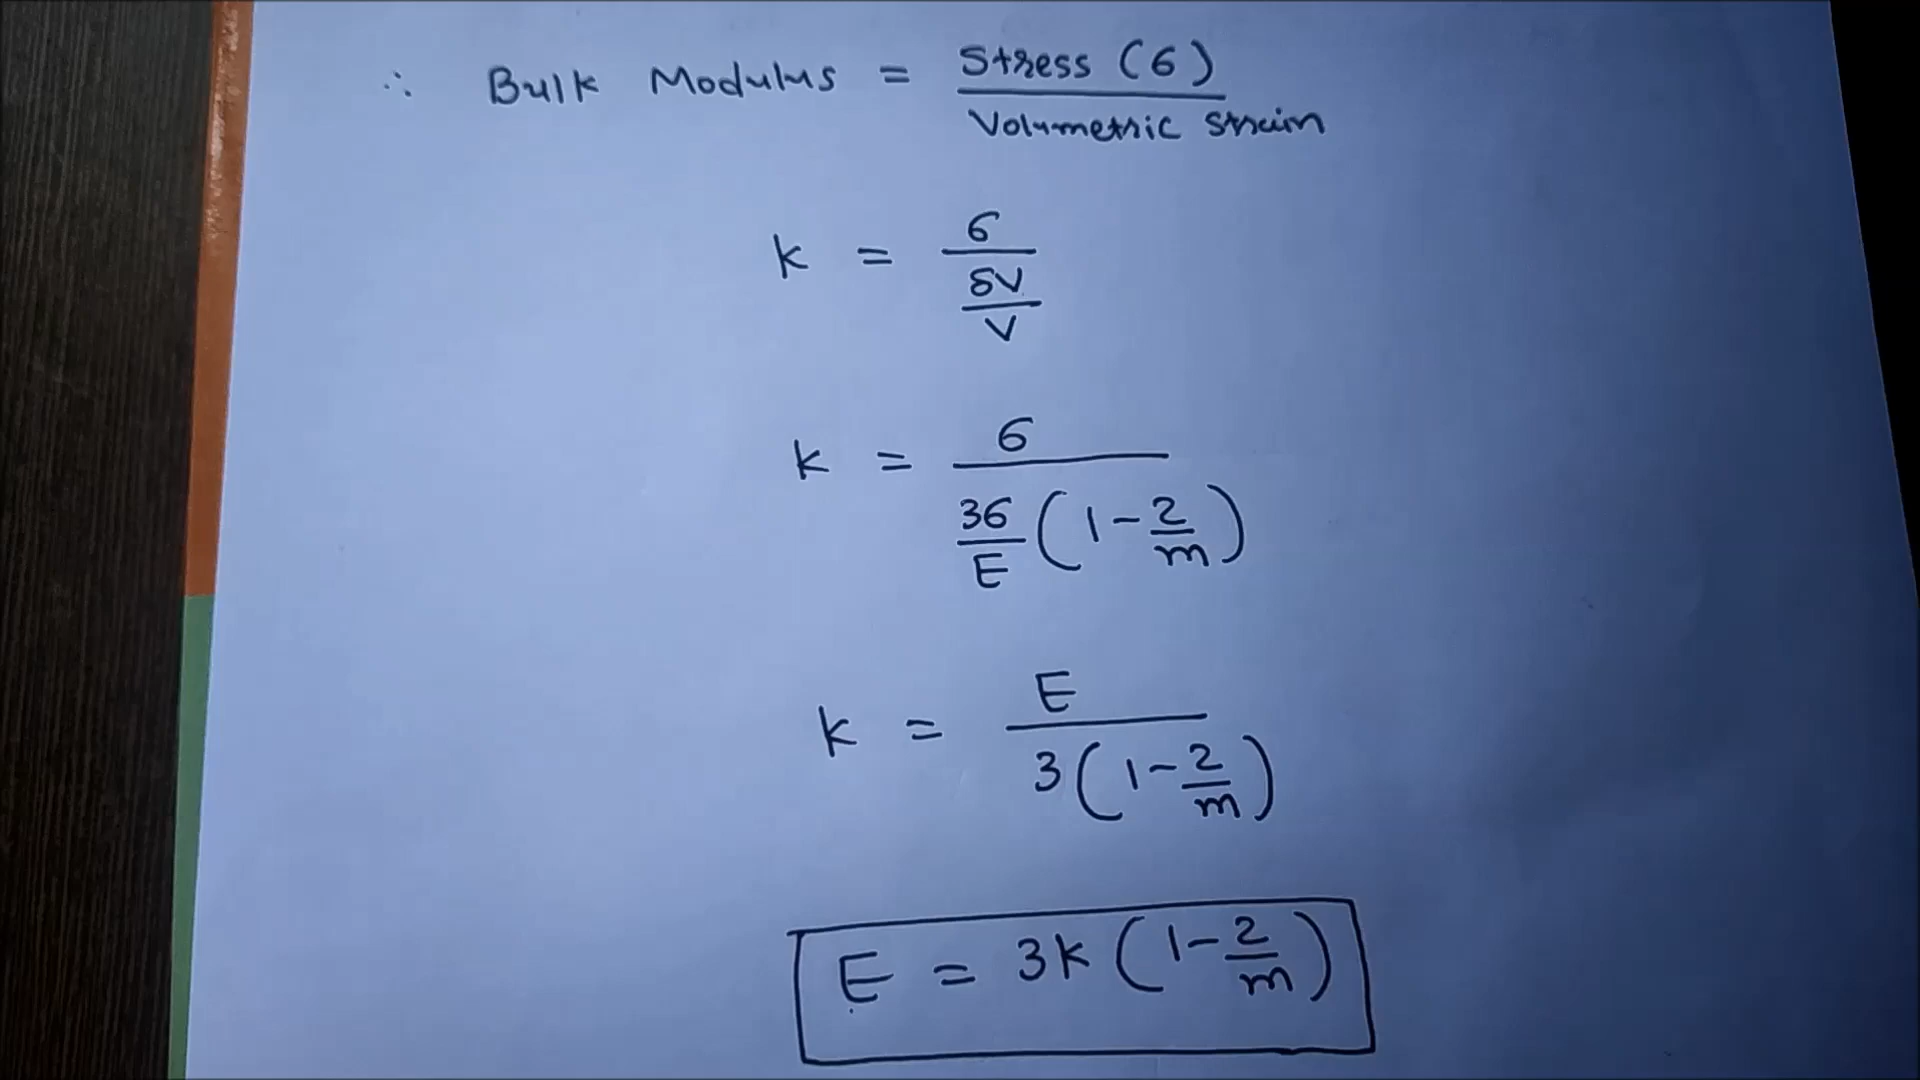 ∴ Bulk Modulus = Stress (6) / Volumetric Strain
k = 6 / (δV / V)
k = 6 / (36/E (1 - 2/m))
k = E / (3(1 - 2/m))
E = 3k (1 - 2/m)